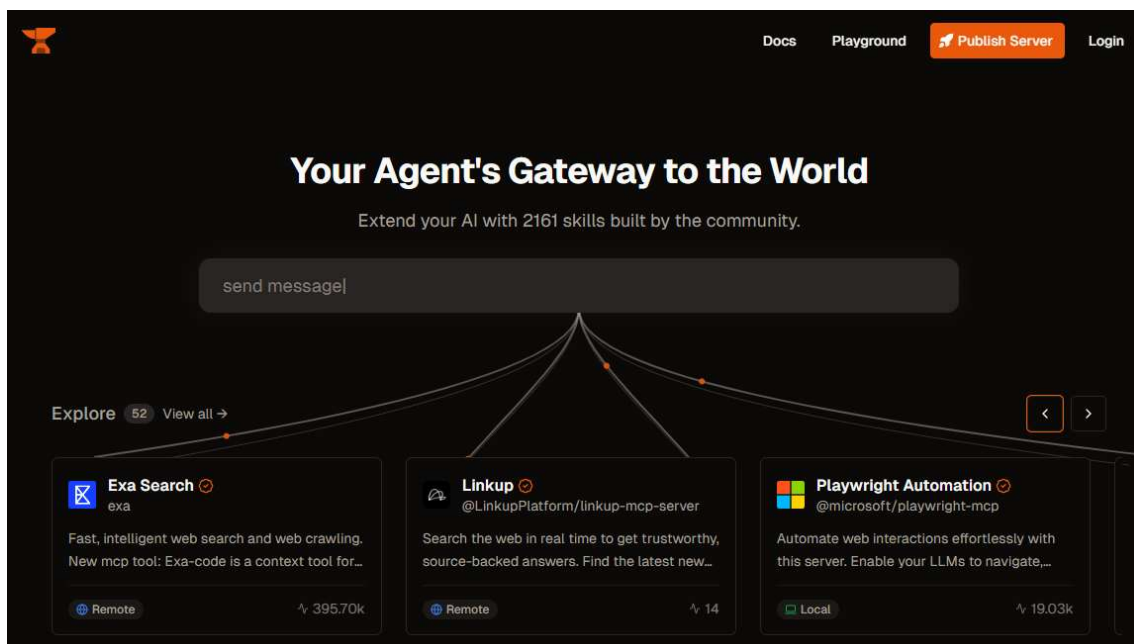 Docs Playground Publish Server Login
Your Agent's Gateway to the World
Extend your AI with 2161 skills built by the community.
send message|
Explore 52 View all →
Exa Search
exa
Fast, intelligent web search and web crawling.
New mcp tool: Exa-code is a context tool for...
Remote 395.70k
Linkup
@LinkupPlatform/linkup-mcp-server
Search the web in real time to get trustworthy,
source-backed answers. Find the latest new...
Remote 14
Playwright Automation
@microsoft/playwright-mcp
Automate web interactions effortlessly with
this server. Enable your LLMs to navigate,...
Local 19.03k